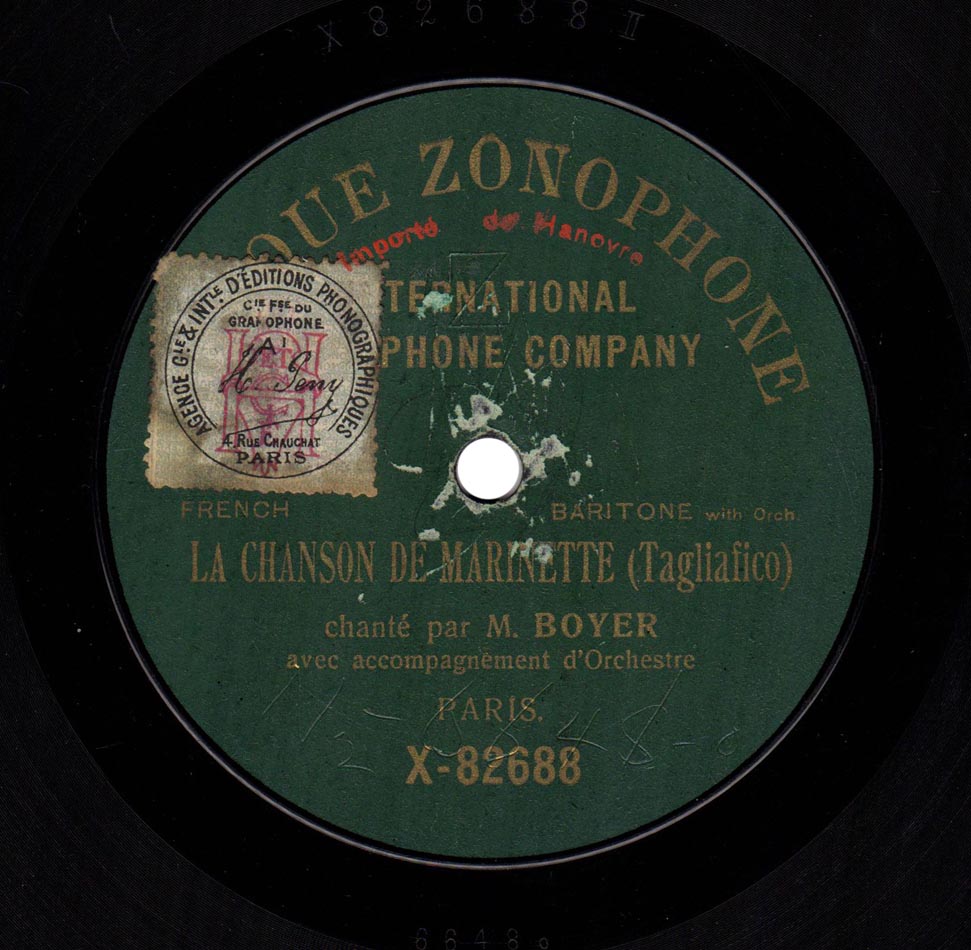 X 82688 II
QUE ZONOPHONE
Importé de Hanovre
TERNATIONAL
PHONE COMPANY
AGENCE GLE & INTLE D'ÉDITIONS PHONOGRAPHIQUES
CIE FSE DU
GRAMOPHONE
4, RUE CHAUCHAT
PARIS
FRENCH
BARITONE with Orch.
LA CHANSON DE MARINETTE (Tagliafico)
chanté par M. BOYER
avec accompagnement d'Orchestre
PARIS.
X-82688
6648o